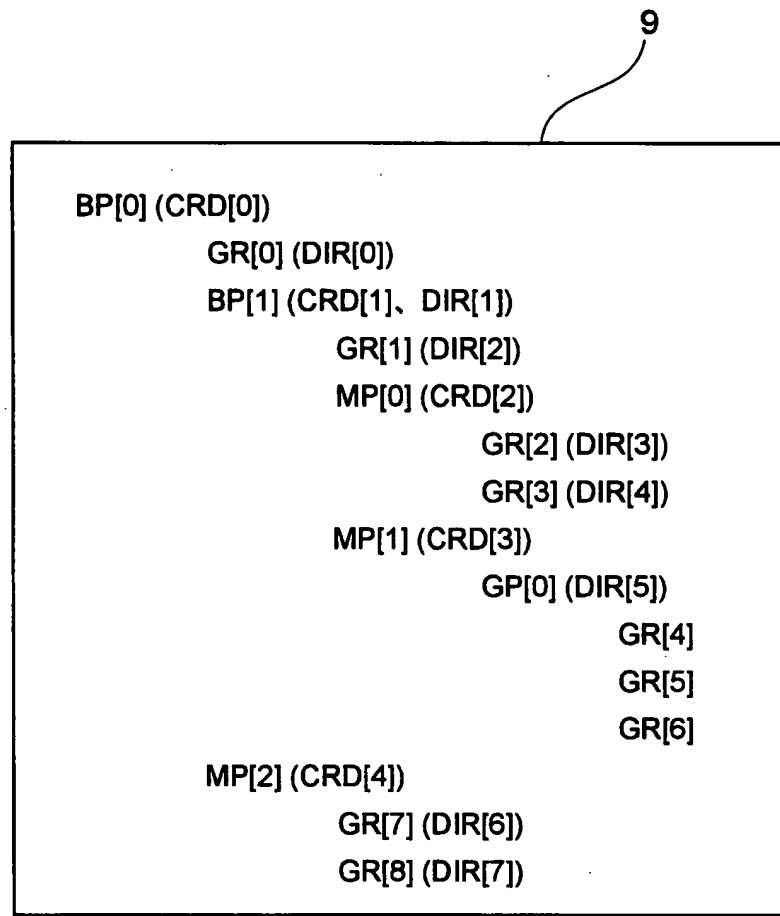 9
BP[0] (CRD[0])
GR[0] (DIR[0])
BP[1] (CRD[1]、DIR[1])
GR[1] (DIR[2])
MP[0] (CRD[2])
GR[2] (DIR[3])
GR[3] (DIR[4])
MP[1] (CRD[3])
GP[0] (DIR[5])
GR[4]
GR[5]
GR[6]
MP[2] (CRD[4])
GR[7] (DIR[6])
GR[8] (DIR[7])